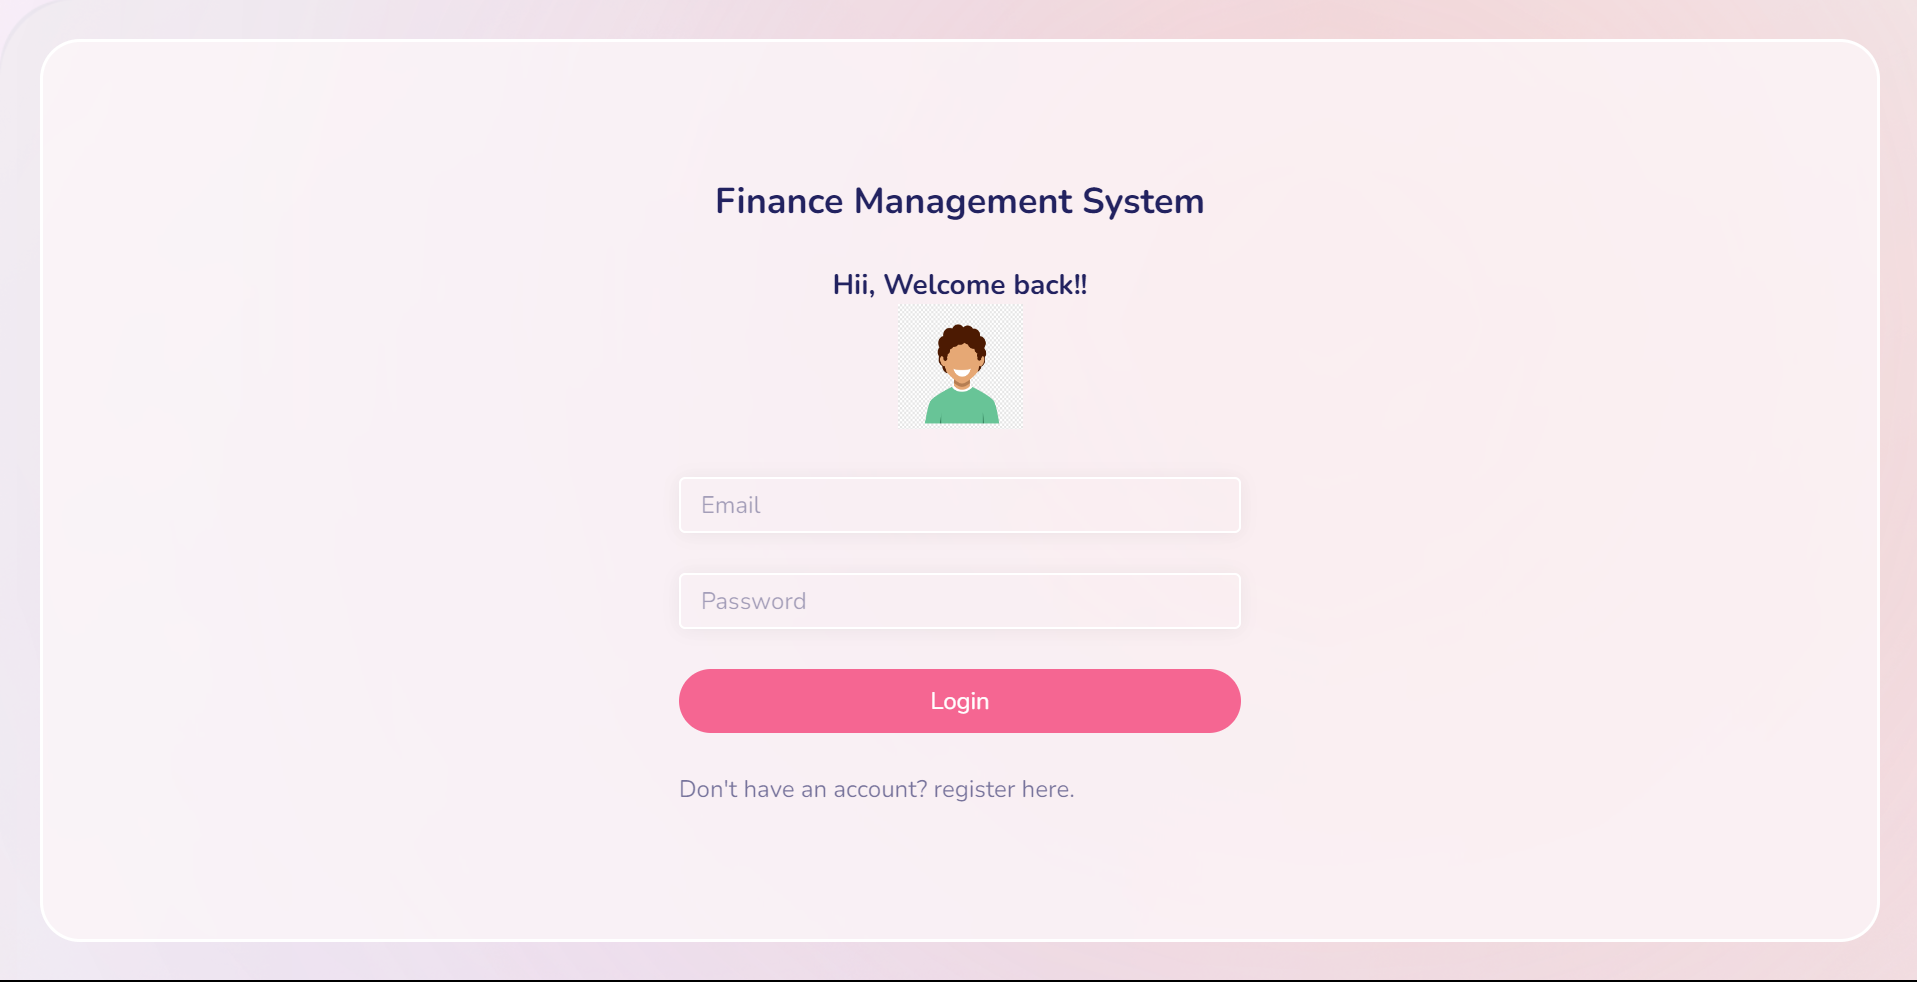 Finance Management System
Hii, Welcome back!!
Email
Password
Login
Don't have an account? register here.